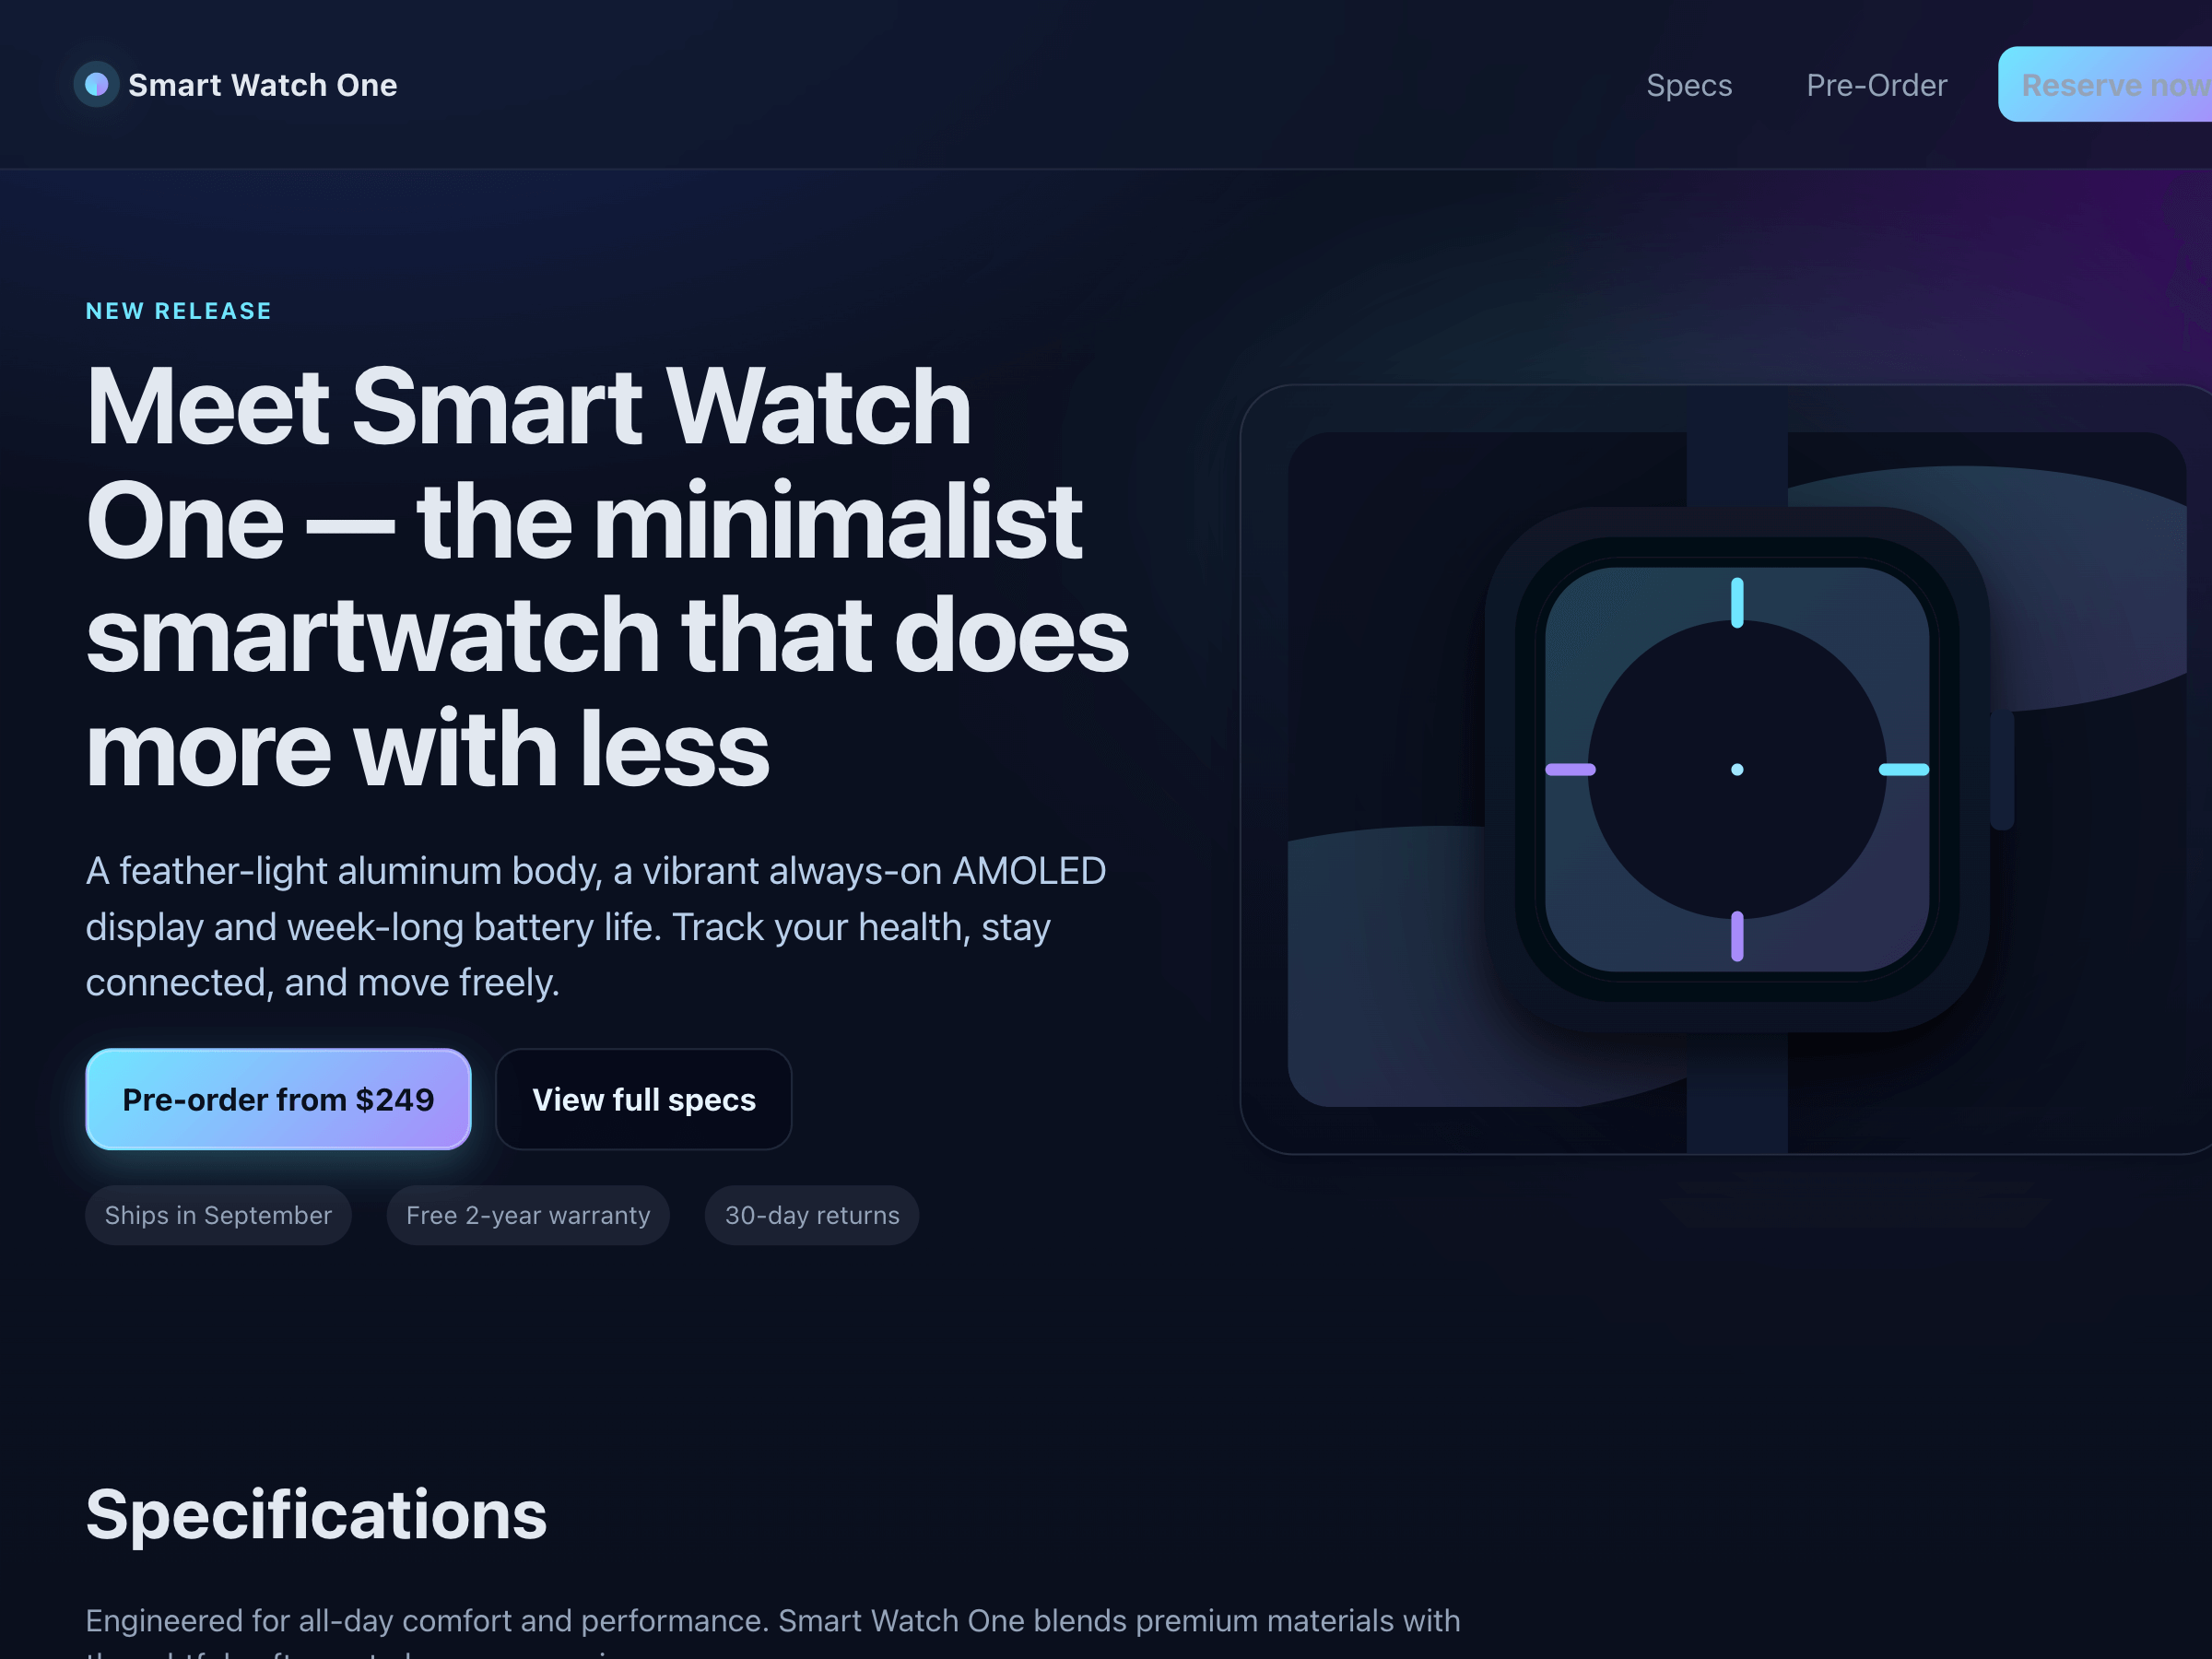 Smart Watch One
Specs
Pre-Order
Reserve now
NEW RELEASE
Meet Smart Watch
One — the minimalist
smartwatch that does
more with less
A feather-light aluminum body, a vibrant always-on AMOLED
display and week-long battery life. Track your health, stay
connected, and move freely.
Pre-order from $249
View full specs
Ships in September
Free 2-year warranty
30-day returns
Specifications
Engineered for all-day comfort and performance. Smart Watch One blends premium materials with